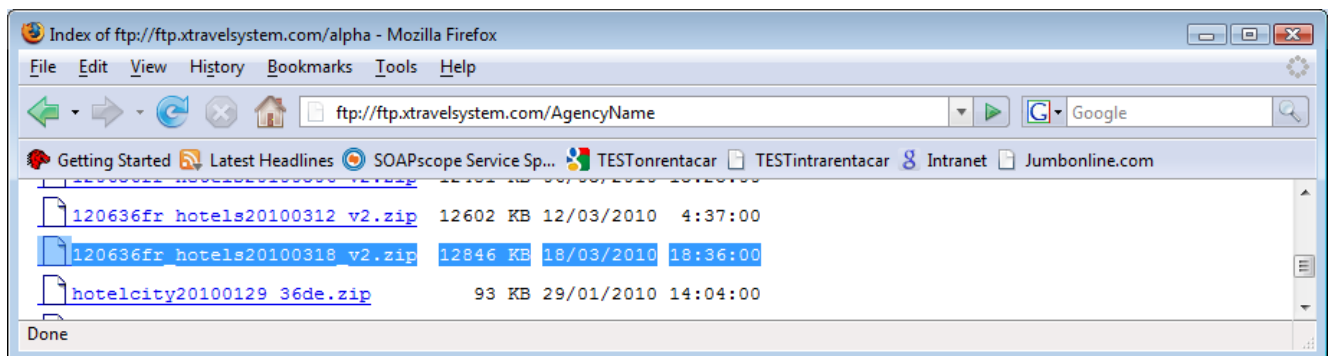 Index of ftp://ftp.xtravelsystem.com/alpha - Mozilla Firefox
File Edit View History Bookmarks Tools Help
ftp://ftp.xtravelsystem.com/AgencyName G Google
Getting Started Latest Headlines SOAPscope Service Sp... TESTonrentacar TESTintrarentacar Intranet Jumbonline.com
120636fr_hotels20100312_v2.zip 12602 KB 12/03/2010 4:37:00
120636fr_hotels20100318_v2.zip 12846 KB 18/03/2010 18:36:00
hotelcity20100129_36de.zip 93 KB 29/01/2010 14:04:00
Done